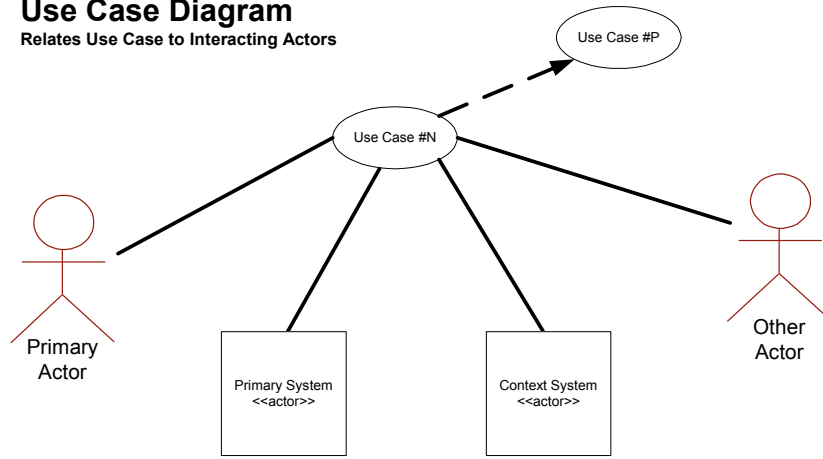 Use Case Diagram
Relates Use Case to Interacting Actors
Use Case #P
Use Case #N
Primary
Actor
Primary System
<<actor>>
Context System
<<actor>>
Other
Actor